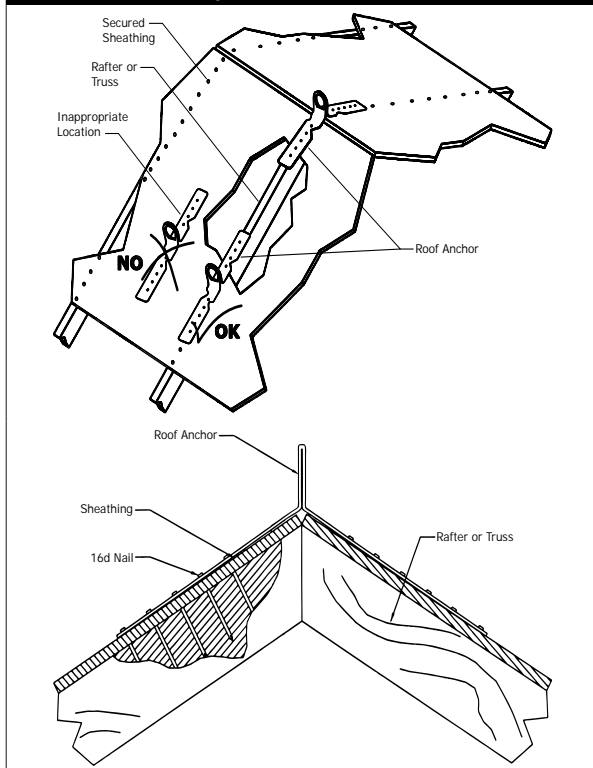 Secured
Sheathing
Rafter or
Truss
Inappropriate
Location
NO
OK
Roof Anchor
Roof Anchor
Sheathing
16d Nail
Rafter or Truss